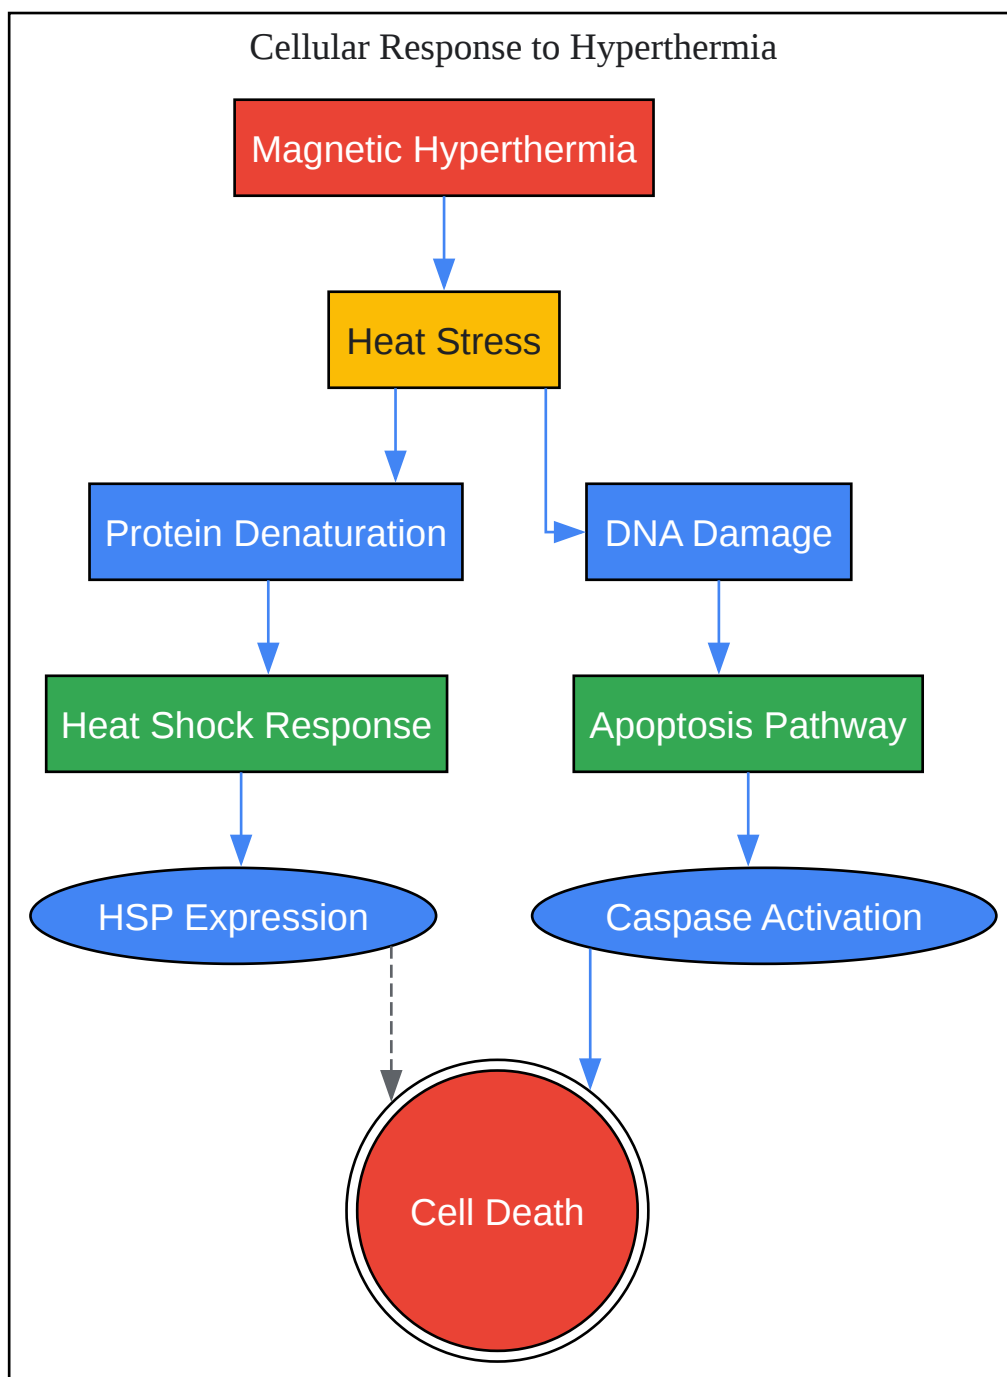 Cellular Response to Hyperthermia
Magnetic Hyperthermia
Heat Stress
Protein Denaturation
DNA Damage
Heat Shock Response
Apoptosis Pathway
HSP Expression
Caspase Activation
Cell Death